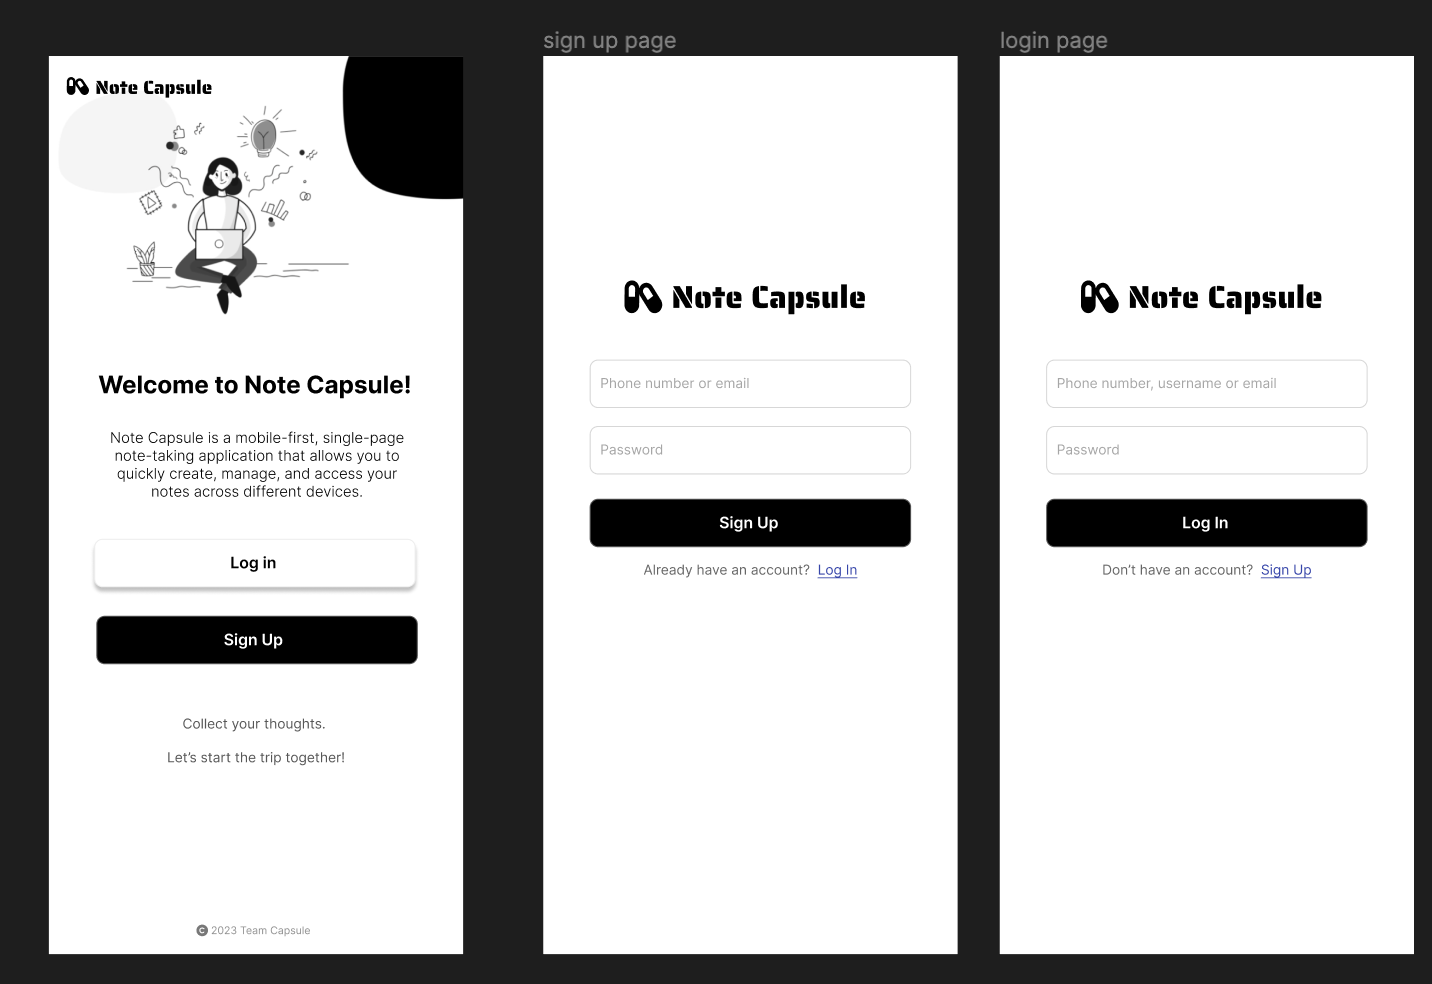 Note Capsule
Welcome to Note Capsule!
Note Capsule is a mobile-first, single-page
note-taking application that allows you to
quickly create, manage, and access your
notes across different devices.
Log in
Sign Up
Collect your thoughts.
Let's start the trip together!
C 2023 Team Capsule
sign up page
Note Capsule
Phone number or email
Password
Sign Up
Already have an account? Log In
login page
Note Capsule
Phone number, username or email
Password
Log In
Don't have an account? Sign Up